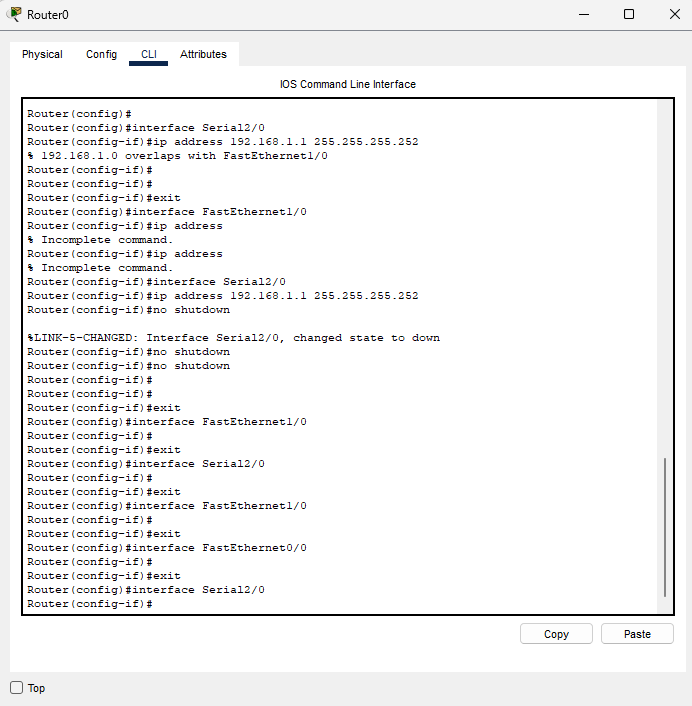 Router0
Physical Config CLI Attributes
IOS Command Line Interface
Router(config)#
Router(config)#interface Serial2/0
Router(config-if)#ip address 192.168.1.1 255.255.255.252
% 192.168.1.0 overlaps with FastEthernet1/0
Router(config-if)#
Router(config-if)#
Router(config-if)#exit
Router(config)#interface FastEthernet1/0
Router(config-if)#ip address
% Incomplete command.
Router(config-if)#ip address
% Incomplete command.
Router(config-if)#interface Serial2/0
Router(config-if)#ip address 192.168.1.1 255.255.255.252
Router(config-if)#no shutdown
%LINK-5-CHANGED: Interface Serial2/0, changed state to down
Router(config-if)#no shutdown
Router(config-if)#no shutdown
Router(config-if)#
Router(config-if)#
Router(config-if)#exit
Router(config)#interface FastEthernet1/0
Router(config-if)#
Router(config-if)#exit
Router(config)#interface Serial2/0
Router(config-if)#
Router(config-if)#exit
Router(config)#interface FastEthernet1/0
Router(config-if)#
Router(config-if)#exit
Router(config)#interface FastEthernet0/0
Router(config-if)#
Router(config-if)#exit
Router(config)#interface Serial2/0
Router(config-if)#
Copy Paste
Top